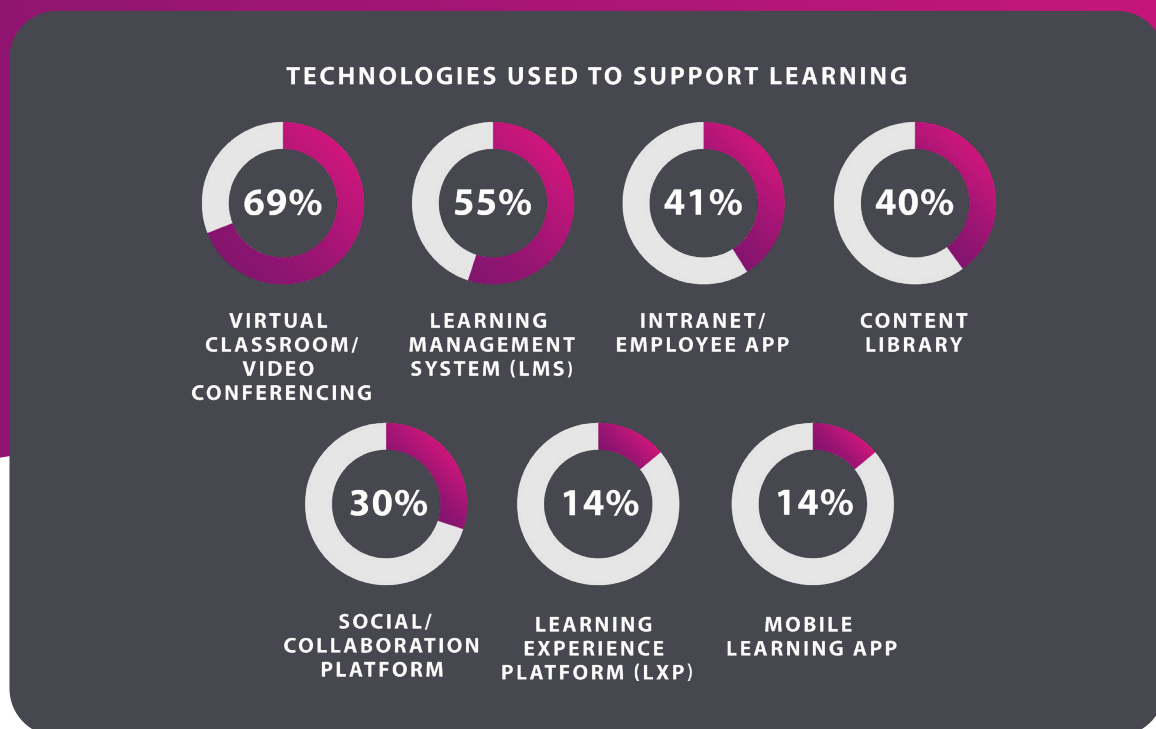 TECHNOLOGIES USED TO SUPPORT LEARNING
69%
VIRTUAL
CLASSROOM/
VIDEO
CONFERENCING
55%
LEARNING
MANAGEMENT
SYSTEM (LMS)
41%
INTRANET/
EMPLOYEE APP
40%
CONTENT
LIBRARY
30%
SOCIAL/
COLLABORATION
PLATFORM
14%
LEARNING
EXPERIENCE
PLATFORM (LXP)
14%
MOBILE
LEARNING APP